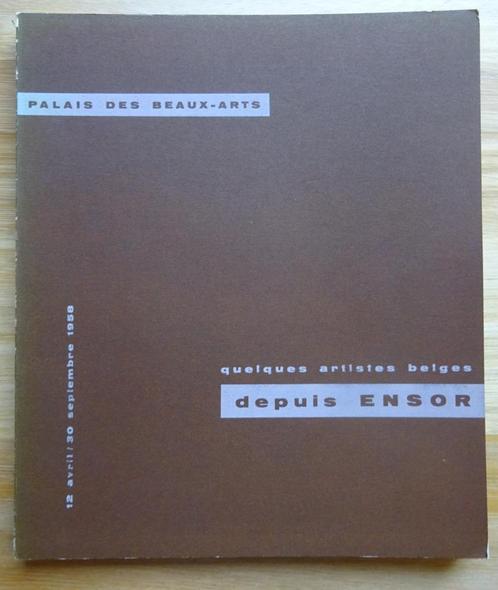 PALAIS DES BEAUX-ARTS
12 avril/30 septembre 1958
quelques artistes belges
depuis ENSOR